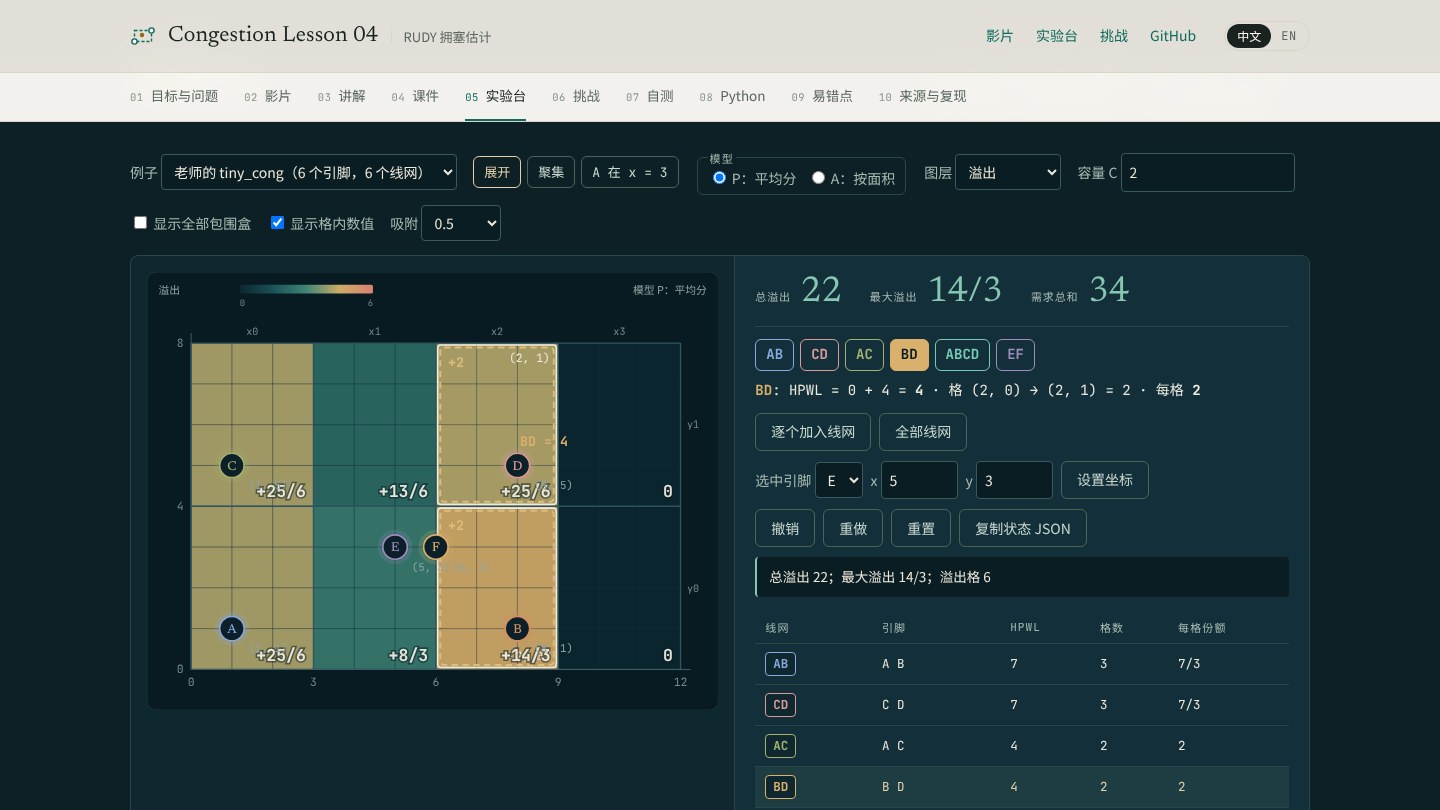 Congestion Lesson 04 RUDY 拥塞估计 影片 实验台 挑战 GitHub 中文 EN
01 目标与问题 02 影片 03 讲解 04 课件 05 实验台 06 挑战 07 自测 08 Python 09 易错点 10 来源与复现
例子 老师的 tiny_cong（6 个引脚，6 个线网） 展开 聚集 A 在 x = 3 模型 P：平均分 A：按面积 图层 溢出 容量 C 2
显示全部包围盒 显示格内数值 吸附 0.5
溢出 0 6 模型 P：平均分
x0 x1 x2 x3
8 +2 (2, 1)
y1
BD = 4
C D
+25/6 +13/6 +25/6 5) 0
4
+2
E F
(5,
y0
A B
+25/6 +8/3 +14/3 1) 0
0
0 3 6 9 12
总溢出 22 最大溢出 14/3 需求总和 34
AB CD AC BD ABCD EF
BD: HPWL = 0 + 4 = 4 · 格 (2, 0) → (2, 1) = 2 · 每格 2
逐个加入线网 全部线网
选中引脚 E x 5 y 3 设置坐标
撤销 重做 重置 复制状态 JSON
总溢出 22；最大溢出 14/3；溢出格 6
线网 引脚 HPWL 格数 每格份额
AB A B 7 3 7/3
CD C D 7 3 7/3
AC A C 4 2 2
BD B D 4 2 2